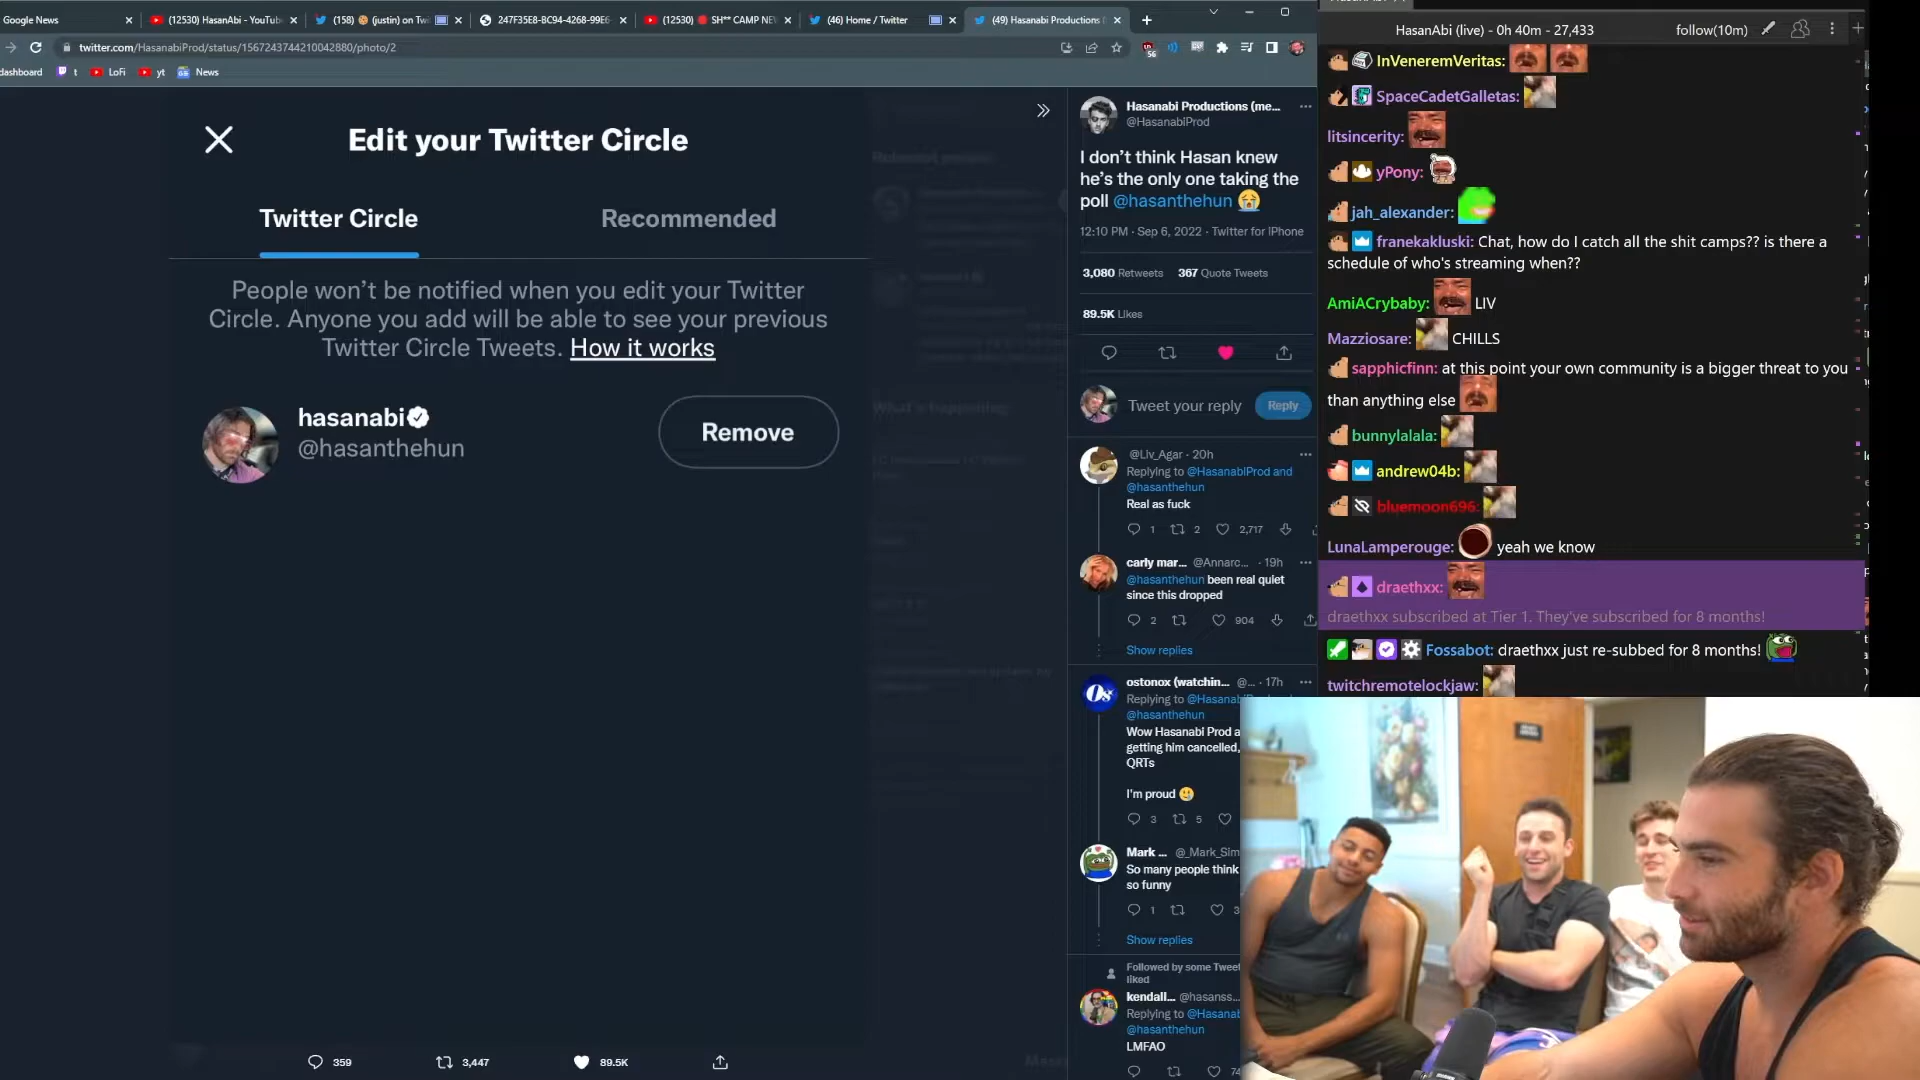 Google News
(12530) HasanAbi - YouTub
(158) (justin) on Twi
247F35E8-BC94-4268-99E6-
(12530) SH** CAMP NEW
(46) Home / Twitter
(49) Hasanabi Productions (
twitter.com/HasanabiProd/status/1567243744210042880/photo/2
dashboard
t
LoFi
yt
News
Edit your Twitter Circle
Twitter Circle
Recommended
People won't be notified when you edit your Twitter
Circle. Anyone you add will be able to see your previous
Twitter Circle Tweets. How it works
hasanabi
@hasanthehun
Remove
359
3,447
89.5K
Hasanabi Productions (me...
@HasanabiProd
I don't think Hasan knew
he's the only one taking the
poll @hasanthehun
12:10 PM · Sep 6, 2022 · Twitter for iPhone
3,080 Retweets 367 Quote Tweets
89.5K Likes
Tweet your reply
Reply
@Liv_Agar · 20h
Replying to @HasanabiProd and
@hasanthehun
Real as fuck
1
2
2,717
carly mar... @Annarc... · 19h
@hasanthehun been real quiet
since this dropped
2
904
Show replies
ostonox (watchin... @... · 17h
Replying to @Hasanabi
@hasanthehun
Wow Hasanabi Prod a
getting him cancelled,
QRTs
I'm proud
3
5
Mark ... @_Mark_Sim
So many people think
so funny
1
3
Show replies
Followed by some Tweet
liked
kendall... @hasanss...
Replying to @Hasanab
@hasanthehun
LMFAO
74
HasanAbi (live) - 0h 40m - 27,433
follow(10m)
InVeneremVeritas:
SpaceCadetGalletas:
litsincerity:
yPony:
jah_alexander:
franekakluski: Chat, how do I catch all the shit camps?? is there a
schedule of who's streaming when??
AmiACrybaby: LIV
Mazziosare: CHILLS
sapphicfinn: at this point your own community is a bigger threat to you
than anything else
bunnylalala:
andrew04b:
bluemoon696:
LunaLamperouge: yeah we know
draethxx:
draethxx subscribed at Tier 1. They've subscribed for 8 months!
Fossabot: draethxx just re-subbed for 8 months!
twitchremotelockjaw: